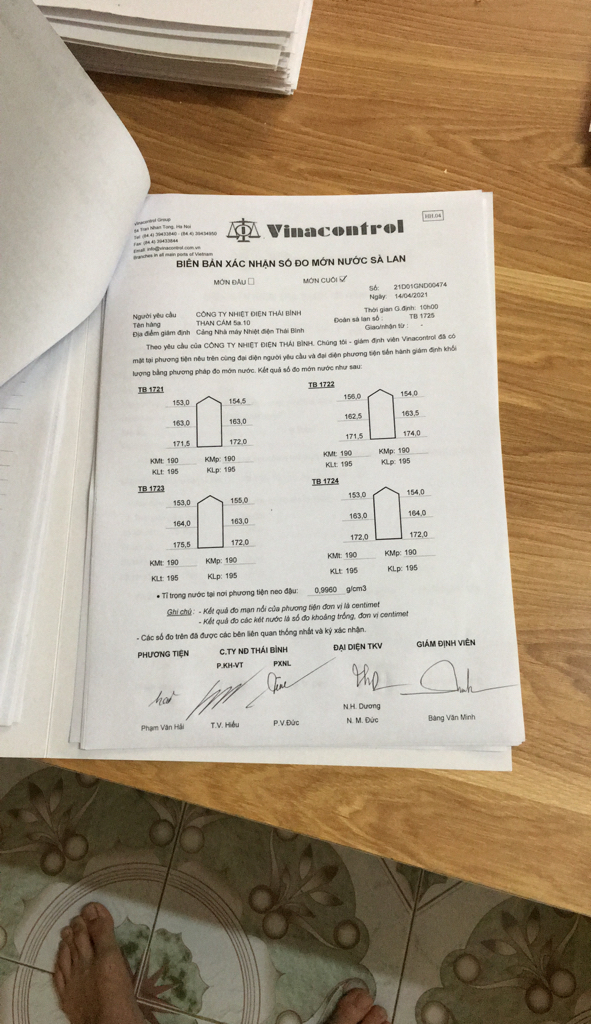 Vinacontrol Group
54 Tran Nhan Tong, Ha Noi
Tel: (84.4) 39433840 - (84.4) 39434950
Fax: (84.4) 39433844
Email: info@vinacontrol.com.vn
Branches in all main ports of Vietnam
Vinacontrol
HH.04
BIÊN BẢN XÁC NHẬN SỐ ĐO MỚN NƯỚC SÀ LAN
MỚN ĐẦU ☐ MỚN CUỐI ☑
Số: 21D01GND00474
Ngày: 14/04/2021
Người yêu cầu CÔNG TY NHIỆT ĐIỆN THÁI BÌNH Thời gian G.định: 10h00
Tên hàng THAN CÁM 5a.10 Đoàn sà lan số: TB 1725
Địa điểm giám định Cảng Nhà máy Nhiệt điện Thái Bình Giao/nhận từ: -
Theo yêu cầu của CÔNG TY NHIỆT ĐIỆN THÁI BÌNH. Chúng tôi - giám định viên Vinacontrol đã có
mặt tại phương tiện nêu trên cùng đại diện người yêu cầu và đại diện phương tiện tiến hành giám định khối
lượng bằng phương pháp đo mớn nước. Kết quả số đo mớn nước như sau:
TB 1721 TB 1722
153,0 154,5 156,0 154,0
163,0 163,0 162,5 163,5
171,5 172,0 171,5 174,0
KMt: 190 KMp: 190 KMt: 190 KMp: 190
KLt: 195 KLp: 195 KLt: 195 KLp: 195
TB 1723 TB 1724
153,0 155,0 153,0 154,0
164,0 163,0 163,0 164,0
175,5 172,0 172,0 172,0
KMt: 190 KMp: 190 KMt: 190 KMp: 190
KLt: 195 KLp: 195 KLt: 195 KLp: 195
• Tỉ trọng nước tại nơi phương tiện neo đậu: 0,9960 g/cm3
Ghi chú: - Kết quả đo mạn nổi của phương tiện đơn vị là centimet
- Kết quả đo các két nước là số đo khoảng trống, đơn vị centimet
- Các số đo trên đã được các bên liên quan thống nhất và ký xác nhận.
PHƯƠNG TIỆN C.TY NĐ THÁI BÌNH ĐẠI DIỆN TKV GIÁM ĐỊNH VIÊN
P.KH-VT PXNL
N.H. Dương
Phạm Văn Hải T.V. Hiếu P.V.Đức N. M. Đức Bàng Văn Minh